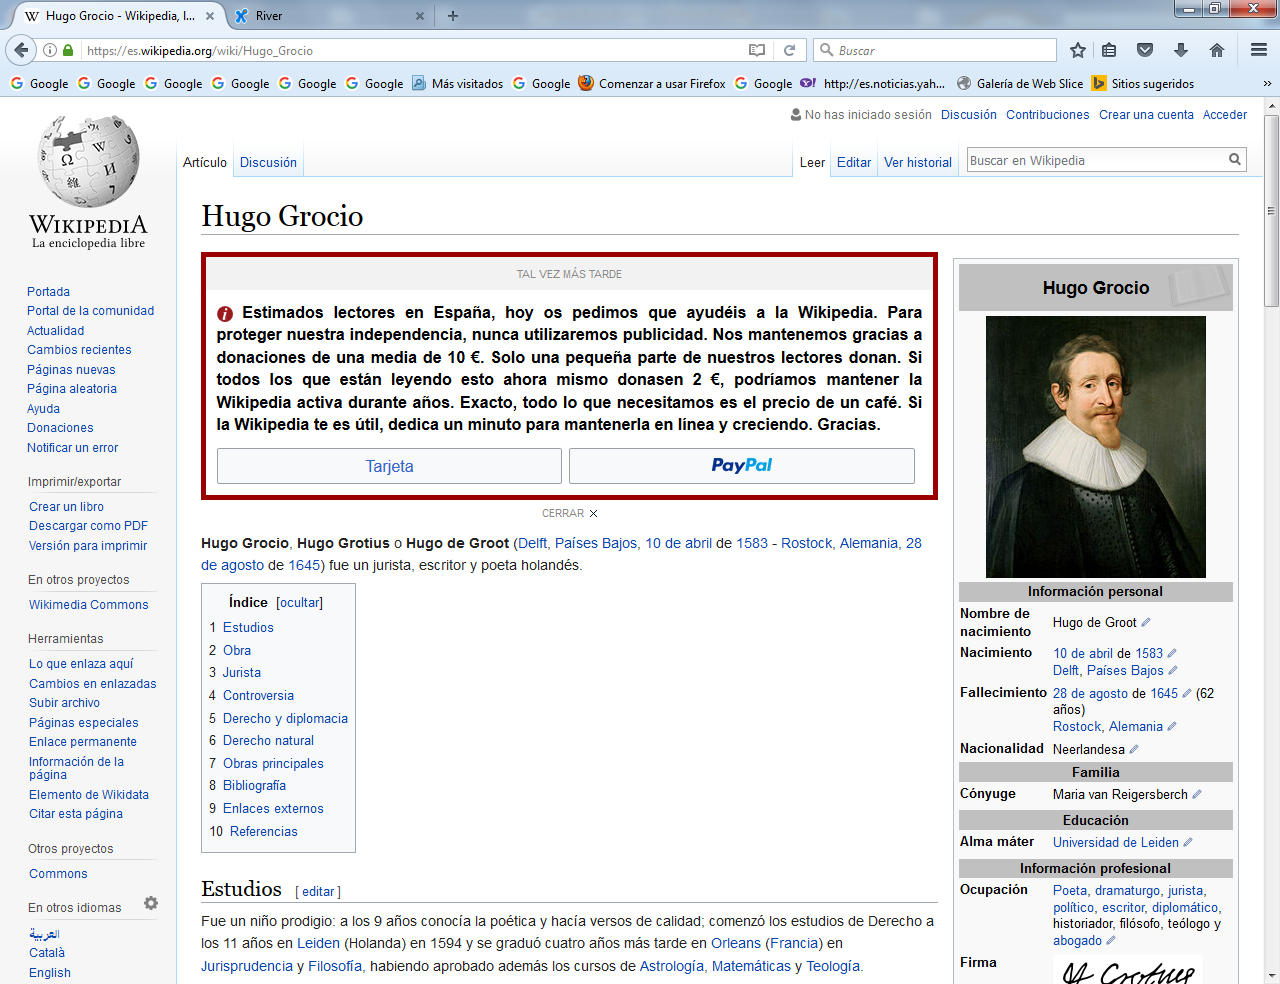 Hugo Grocio - Wikipedia, l...
River
https://es.wikipedia.org/wiki/Hugo_Grocio
Buscar
Google
Google
Google
Google
Google
Google
Más visitados
Google
Comenzar a usar Firefox
Google
http://es.noticias.yah...
Galería de Web Slice
Sitios sugeridos
No has iniciado sesión
Discusión
Contribuciones
Crear una cuenta
Acceder
WIKIPEDIA
La enciclopedia libre
Artículo
Discusión
Leer
Editar
Ver historial
Buscar en Wikipedia
Portada
Portal de la comunidad
Actualidad
Cambios recientes
Páginas nuevas
Página aleatoria
Ayuda
Donaciones
Notificar un error
Imprimir/exportar
Crear un libro
Descargar como PDF
Versión para imprimir
En otros proyectos
Wikimedia Commons
Herramientas
Lo que enlaza aquí
Cambios en enlazadas
Subir archivo
Páginas especiales
Enlace permanente
Información de la
página
Elemento de Wikidata
Citar esta página
Otros proyectos
Commons
En otros idiomas
العربية
Català
English
Hugo Grocio
TAL VEZ MÁS TARDE
Estimados lectores en España, hoy os pedimos que ayudéis a la Wikipedia. Para
proteger nuestra independencia, nunca utilizaremos publicidad. Nos mantenemos gracias a
donaciones de una media de 10 €. Solo una pequeña parte de nuestros lectores donan. Si
todos los que están leyendo esto ahora mismo donasen 2 €, podríamos mantener la
Wikipedia activa durante años. Exacto, todo lo que necesitamos es el precio de un café. Si
la Wikipedia te es útil, dedica un minuto para mantenerla en línea y creciendo. Gracias.
Tarjeta
PayPal
CERRAR
Hugo Grocio, Hugo Grotius o Hugo de Groot (Delft, Países Bajos, 10 de abril de 1583 - Rostock, Alemania, 28
de agosto de 1645) fue un jurista, escritor y poeta holandés.
Índice [ocultar]
1 Estudios
2 Obra
3 Jurista
4 Controversia
5 Derecho y diplomacia
6 Derecho natural
7 Obras principales
8 Bibliografía
9 Enlaces externos
10 Referencias
Estudios [ editar ]
Fue un niño prodigio: a los 9 años conocía la poética y hacía versos de calidad; comenzó los estudios de Derecho a
los 11 años en Leiden (Holanda) en 1594 y se graduó cuatro años más tarde en Orleans (Francia) en
Jurisprudencia y Filosofía, habiendo aprobado además los cursos de Astrología, Matemáticas y Teología.
Hugo Grocio
Información personal
Nombre de
nacimiento
Hugo de Groot
Nacimiento
10 de abril de 1583
Delft, Países Bajos
Fallecimiento
28 de agosto de 1645 (62
años)
Rostock, Alemania
Nacionalidad
Neerlandesa
Familia
Cónyuge
Maria van Reigersberch
Educación
Alma máter
Universidad de Leiden
Información profesional
Ocupación
Poeta, dramaturgo, jurista,
político, escritor, diplomático,
historiador, filósofo, teólogo y
abogado
Firma